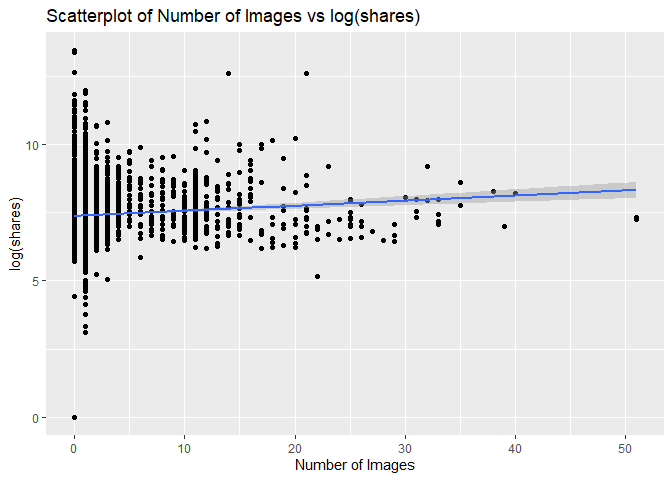 Scatterplot of Number of Images vs log(shares)
10
5
0
log(shares)
0 10 20 30 40 50
Number of Images